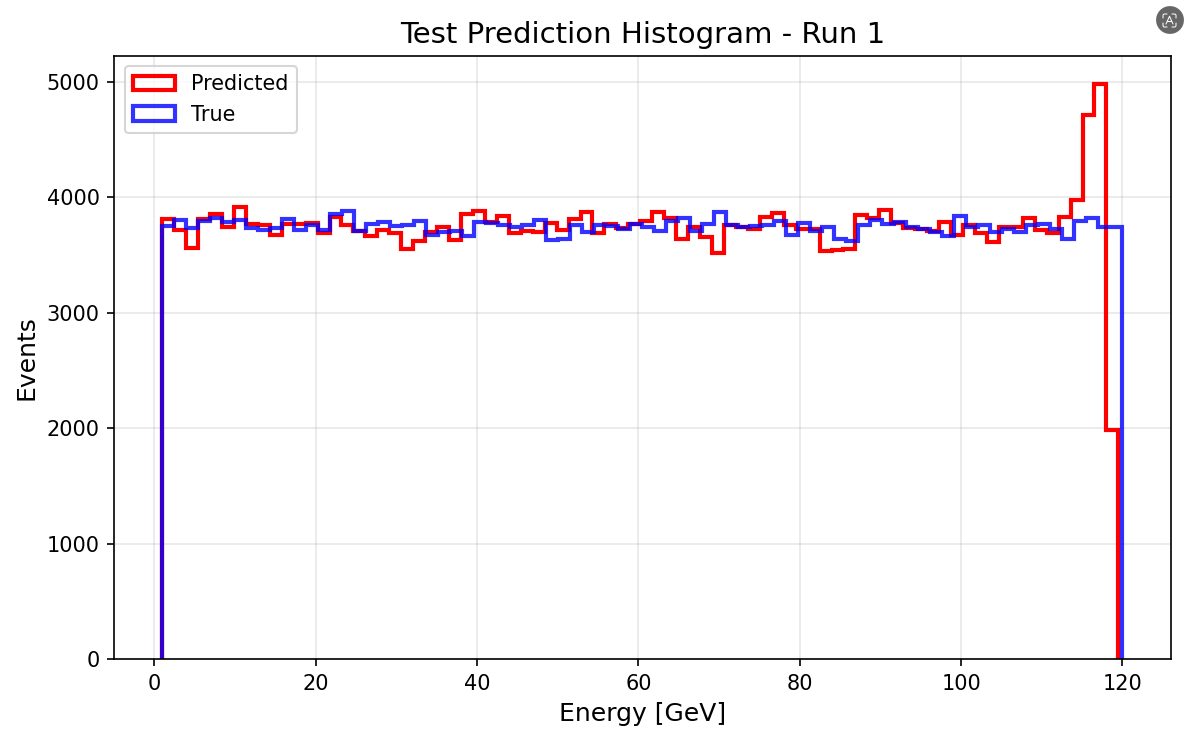 Test Prediction Histogram - Run 1
Predicted
True
5000
4000
3000
2000
1000
0
Events
0 20 40 60 80 100 120
Energy [GeV]